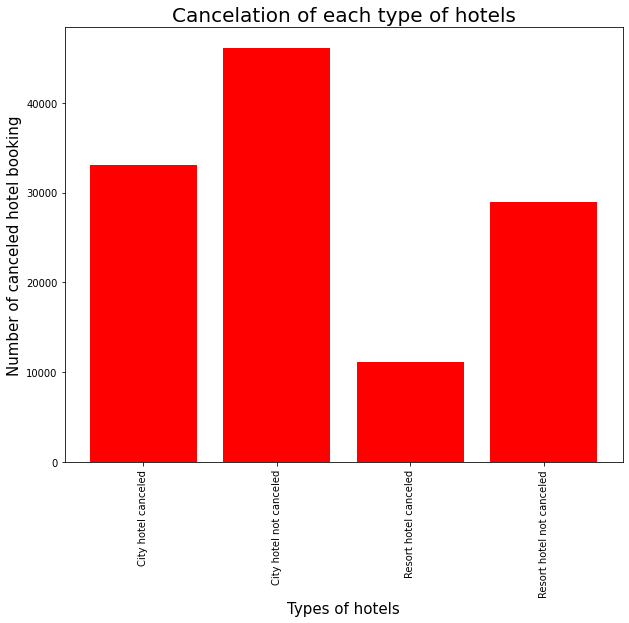 Cancelation of each type of hotels
Number of canceled hotel booking
40000
30000
20000
10000
0
City hotel canceled
City hotel not canceled
Resort hotel canceled
Resort hotel not canceled
Types of hotels